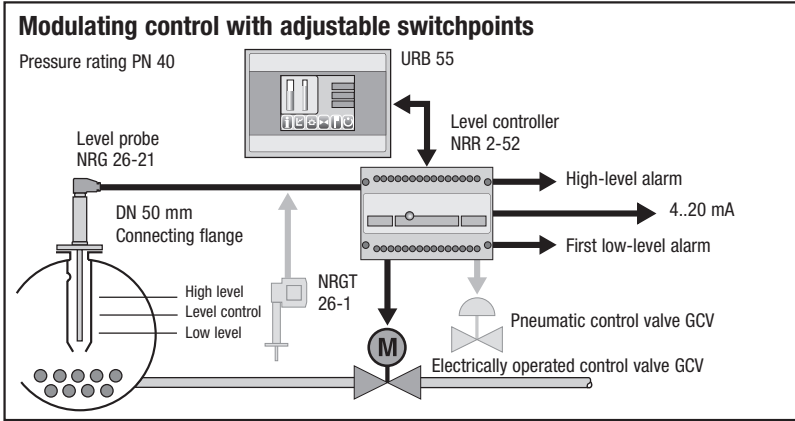 Modulating control with adjustable switchpoints
Pressure rating PN 40
URB 55
Level probe
NRG 26-21
Level controller
NRR 2-52
High-level alarm
4..20 mA
First low-level alarm
DN 50 mm
Connecting flange
High level
Level control
Low level
NRGT
26-1
Pneumatic control valve GCV
M
Electrically operated control valve GCV